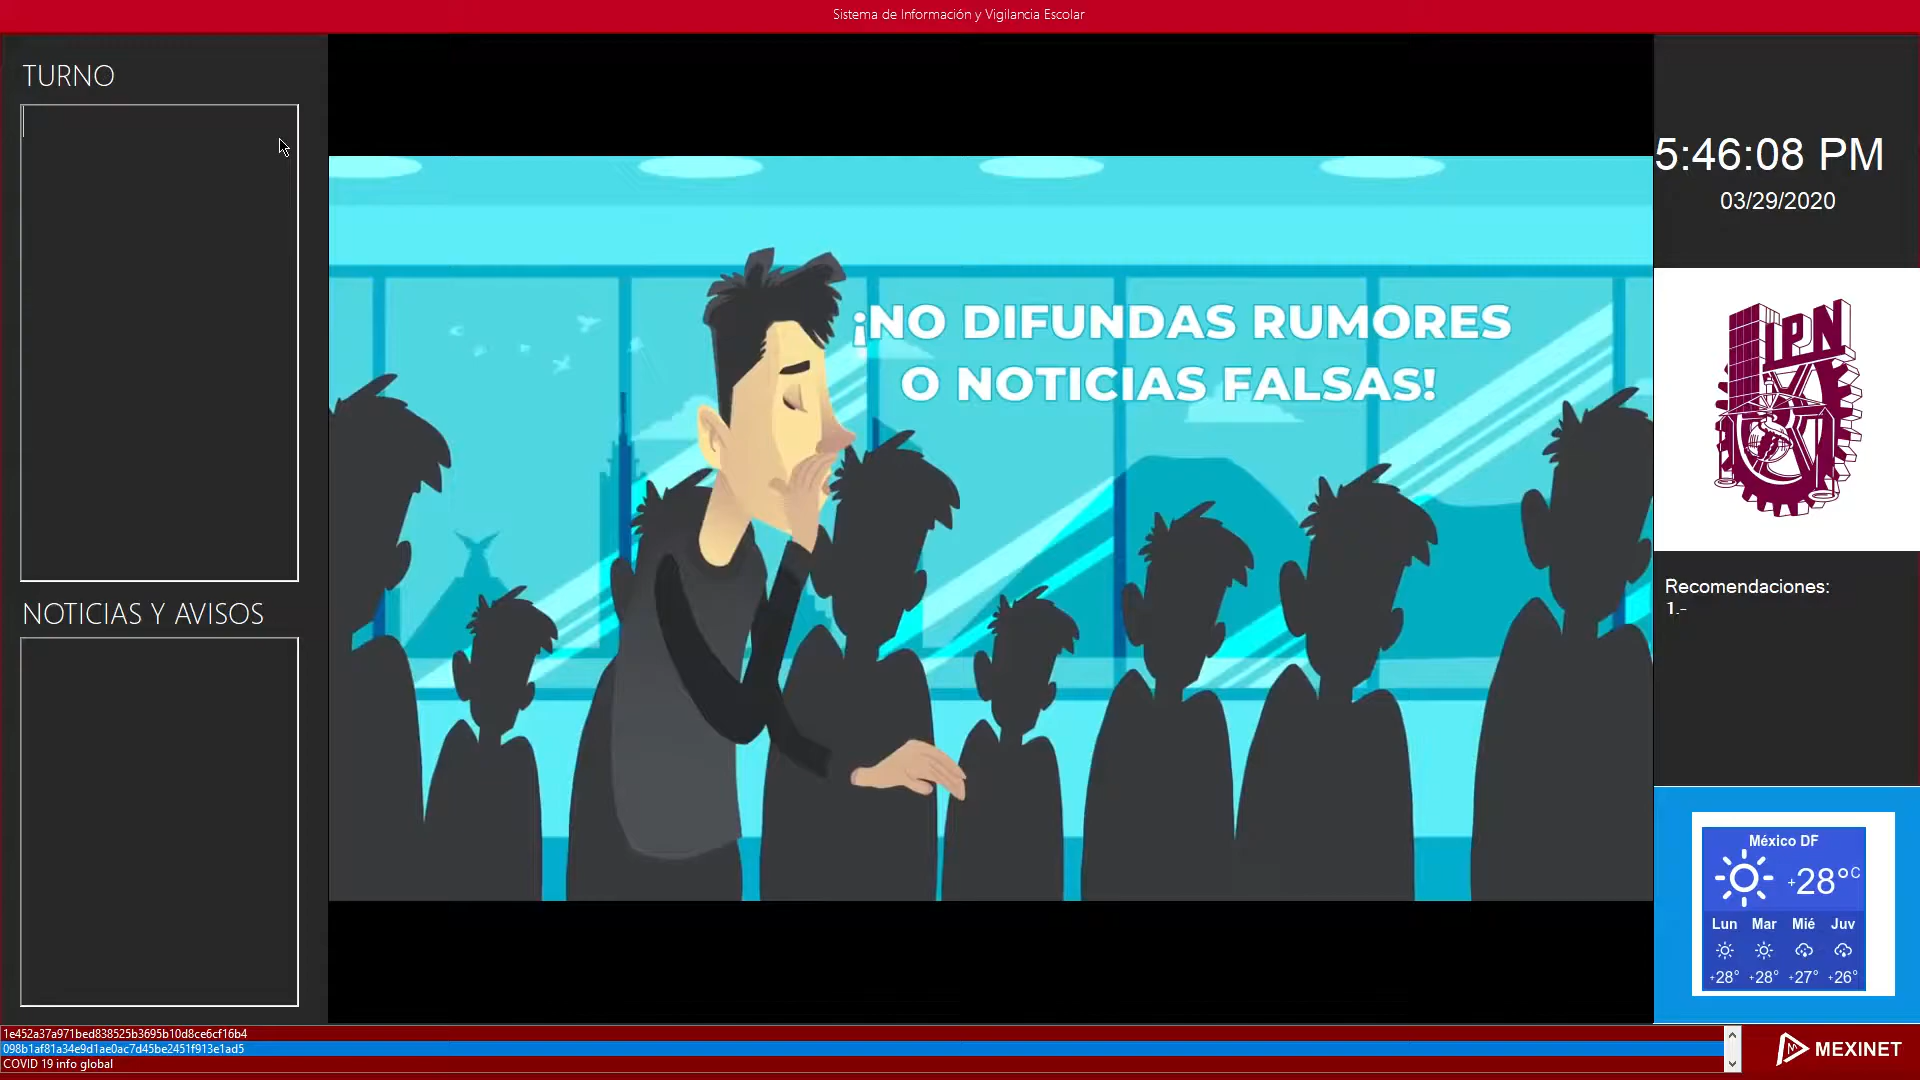 Sistema de Información y Vigilancia Escolar
TURNO
NOTICIAS Y AVISOS
¡NO DIFUNDAS RUMORES
O NOTICIAS FALSAS!
5:46:08 PM
03/29/2020
IPN
Recomendaciones:
1.-
México DF
+28°C
Lun Mar Mié Juv
+28° +28° +27° +26°
1e452a37a971bed838525b3695b10d8ce6cf16b4
098b1af81a34e9d1ae0ac7d45be2451f913e1ad5
COVID 19 info global
MEXINET